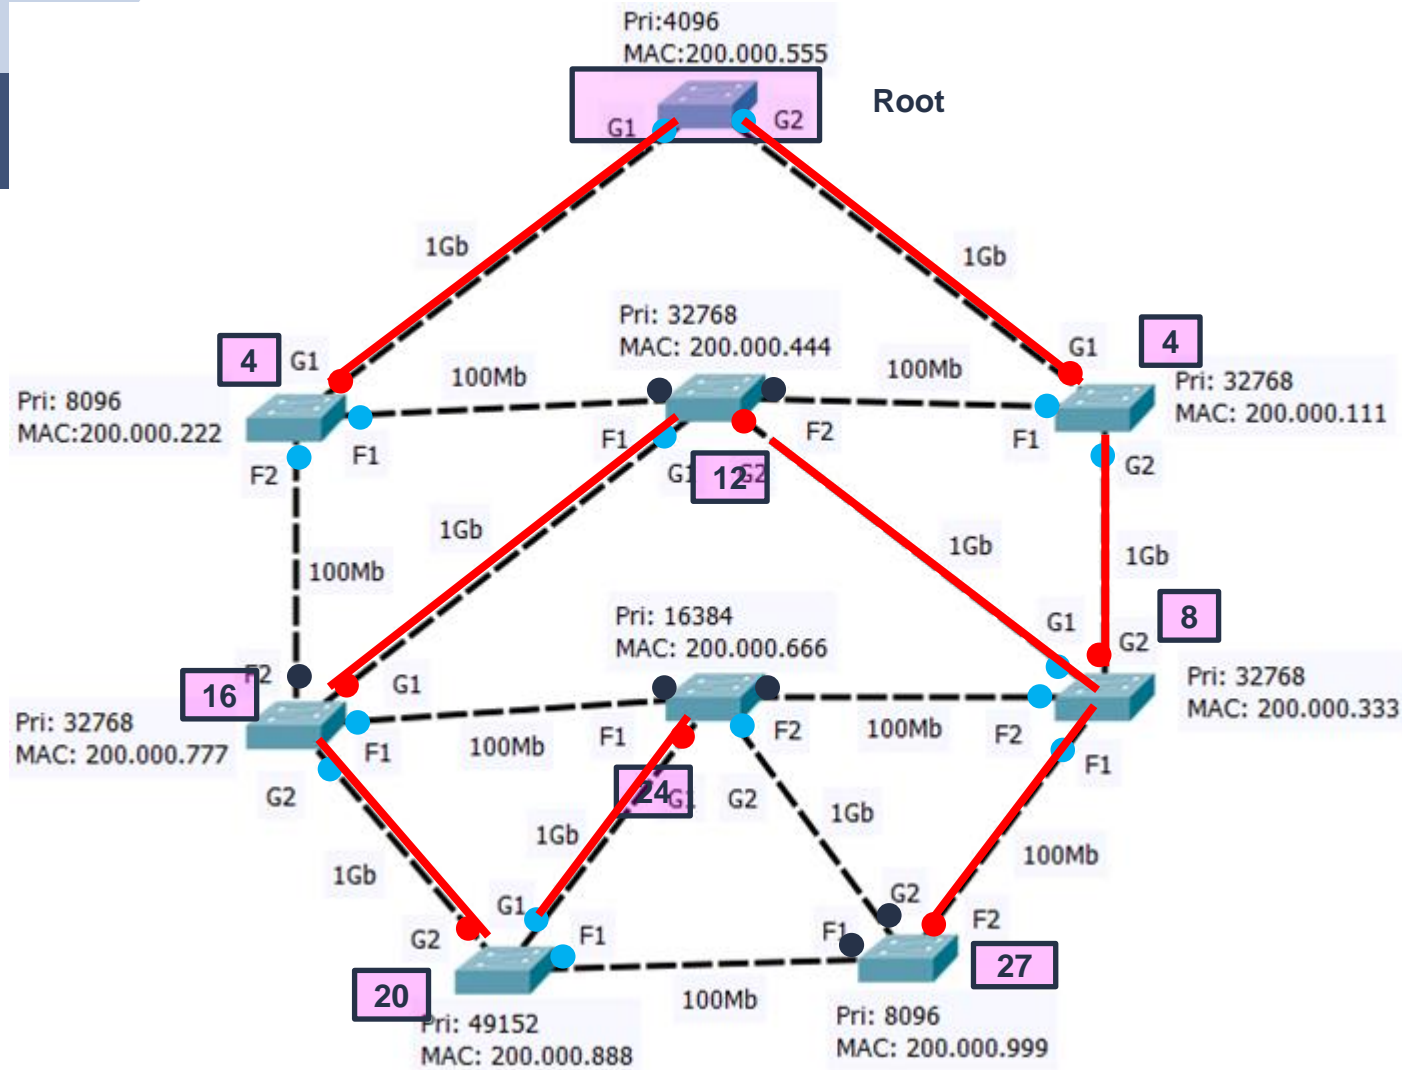 Pri:4096
MAC:200.000.555
Root
G1
G2
1Gb
1Gb
Pri: 32768
MAC: 200.000.444
4
G1
100Mb
100Mb
G1
4
Pri: 8096
MAC:200.000.222
Pri: 32768
MAC: 200.000.111
F1
F2
F1
F2
F1
G2
G1
12
G2
1Gb
1Gb
1Gb
100Mb
Pri: 16384
MAC: 200.000.666
G1
G2
8
F2
16
G1
Pri: 32768
MAC: 200.000.333
Pri: 32768
MAC: 200.000.777
F1
100Mb
F1
F2
100Mb
F2
F1
G2
24
G1
G2
1Gb
1Gb
1Gb
100Mb
G2
G1
F1
G2
F1
F2
20
27
100Mb
Pri: 49152
MAC: 200.000.888
Pri: 8096
MAC: 200.000.999